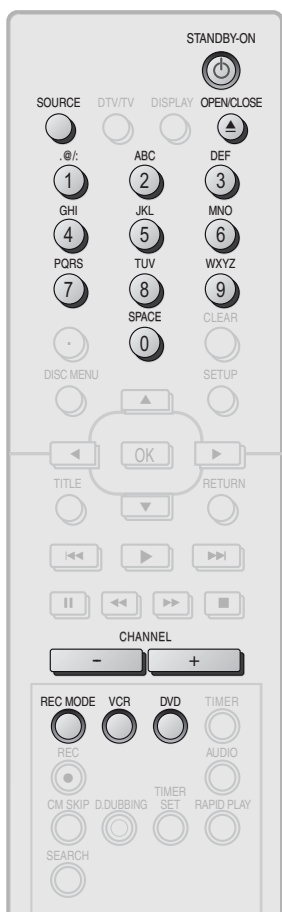 STANDBY-ON
SOURCE DTV/TV DISPLAY OPEN/CLOSE
.@/: ABC DEF
1 2 3
GHI JKL MNO
4 5 6
PQRS TUV WXYZ
7 8 9
SPACE CLEAR
· 0
DISC MENU SETUP
OK
TITLE RETURN
CHANNEL
- +
REC MODE VCR DVD TIMER
REC AUDIO
CM SKIP D.DUBBING TIMER SET RAPID PLAY
SEARCH